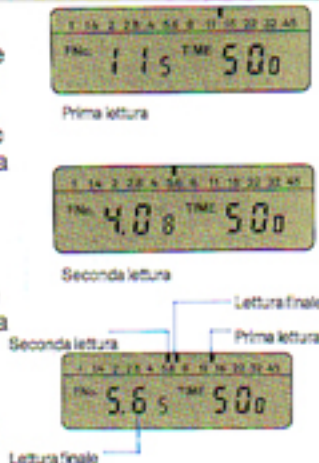 1 1.4 2 2.8 4 5.6 8 11 16 22 32 45
FNo. 11 5 TIME 500
Prima lettura
1 1.4 2 2.8 4 5.6 8 11 16 22 32 45
FNo. 4.0 8 TIME 500
Seconda lettura
Lettura finale
Seconda lettura
Prima lettura
1 1.4 2 2.8 4 5.6 8 11 16 22 32 45
FNo. 5.6 5 TIME 500
Lettura finale